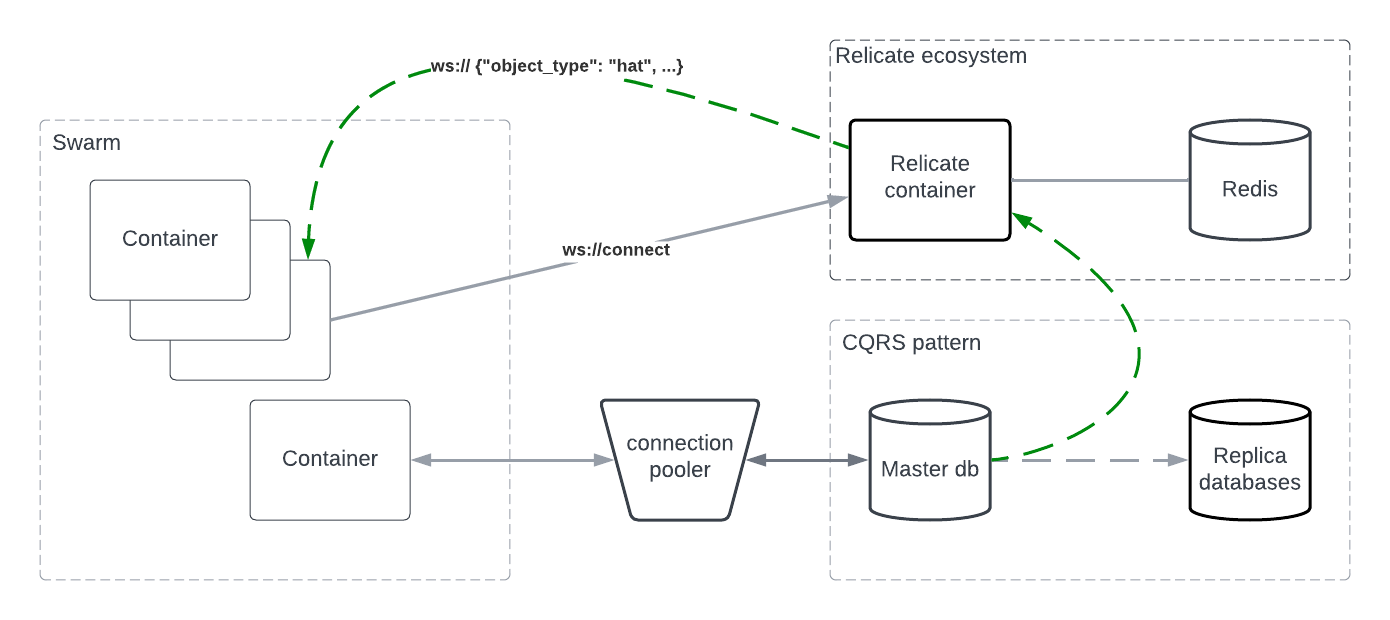 ws:// {"object_type": "hat", ...}
Relicate ecosystem
Swarm
Relicate
container
Redis
Container
ws://connect
CQRS pattern
Container
connection
pooler
Master db
Replica
databases